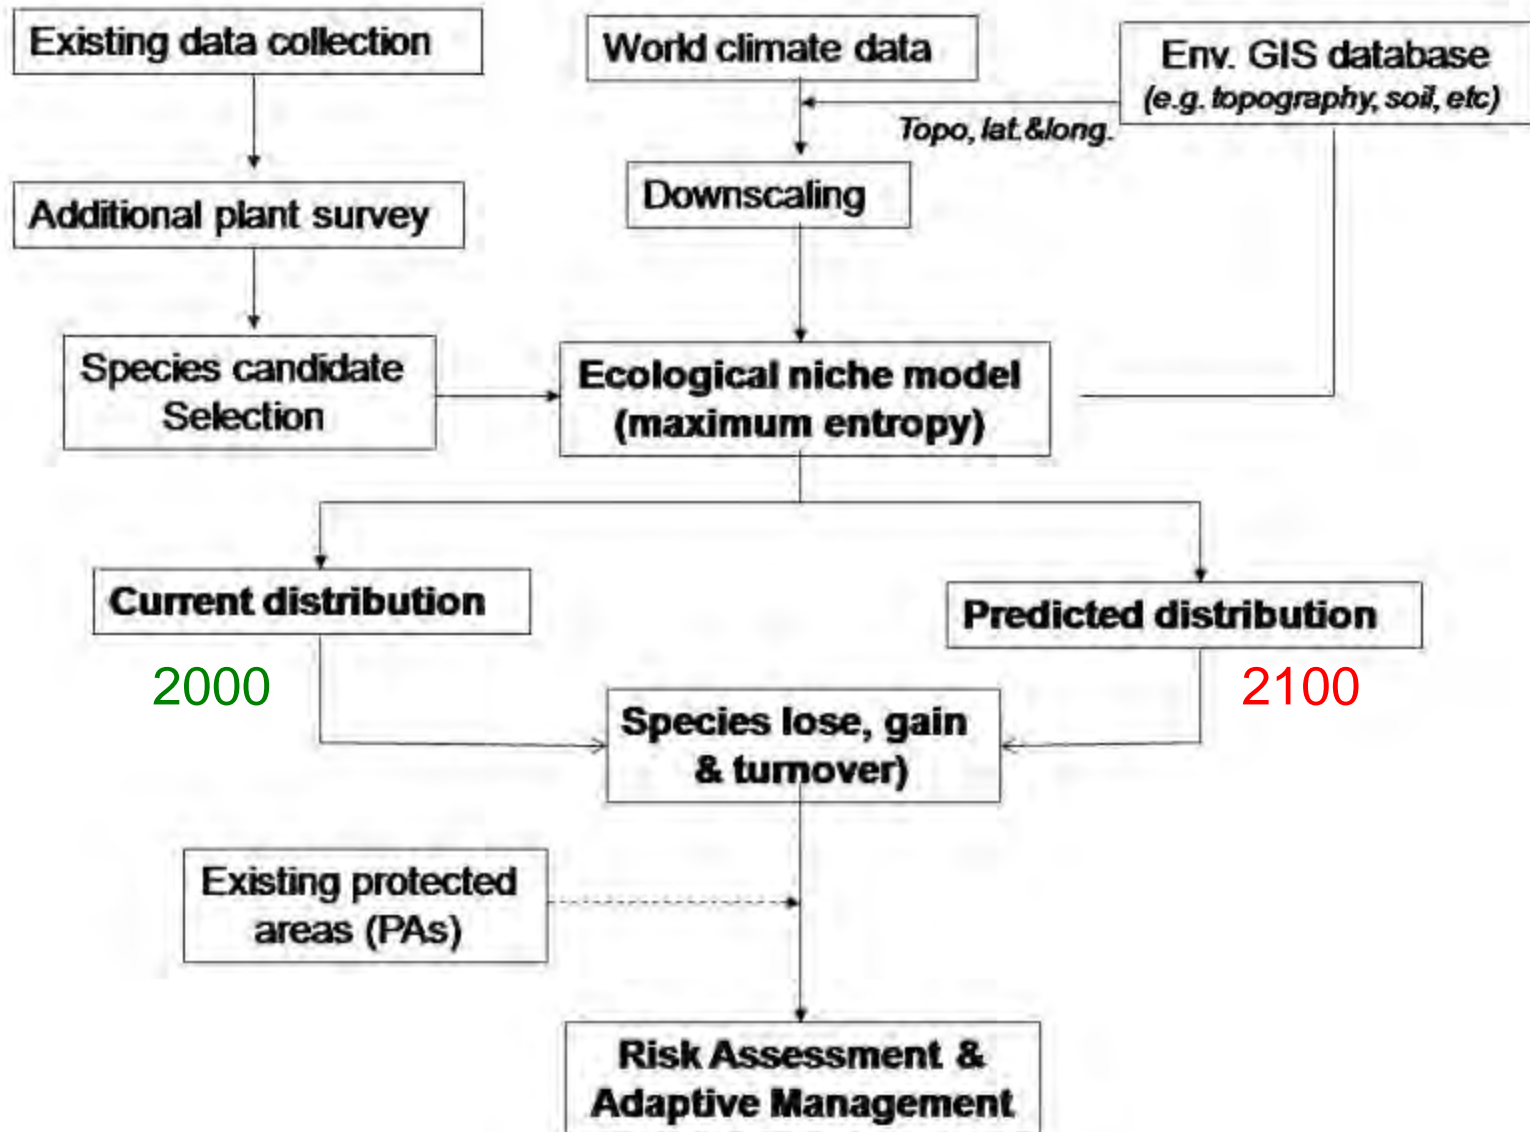 Existing data collection
World climate data
Env. GIS database
(e.g. topography, soil, etc)
Topo, lat.&long.
Additional plant survey
Downscaling
Species candidate
Selection
Ecological niche model
(maximum entropy)
Current distribution
Predicted distribution
2000
2100
Species lose, gain
& turnover)
Existing protected
areas (PAs)
Risk Assessment &
Adaptive Management